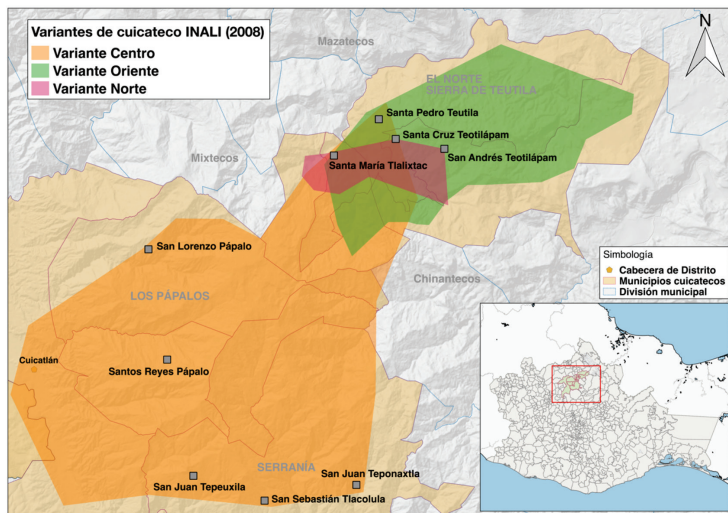 Variantes de cuicateco INALI (2008)
Variante Centro
Variante Oriente
Variante Norte
Mazatecos
N
EL NORTE
SIERRA DE TEUTILA
Santa Pedro Teutila
Santa Cruz Teotilápam
San Andrés Teotilápam
Santa María Tlalixtac
Mixtecos
San Lorenzo Pápalo
Chinantecos
Simbología
Cabecera de Distrito
Municipios cuicatecos
División municipal
LOS PÁPALOS
Cuicatlán
Santos Reyes Pápalo
SERRANÍA
San Juan Teponaxtla
San Juan Tepeuxila
San Sebastián Tlacolula